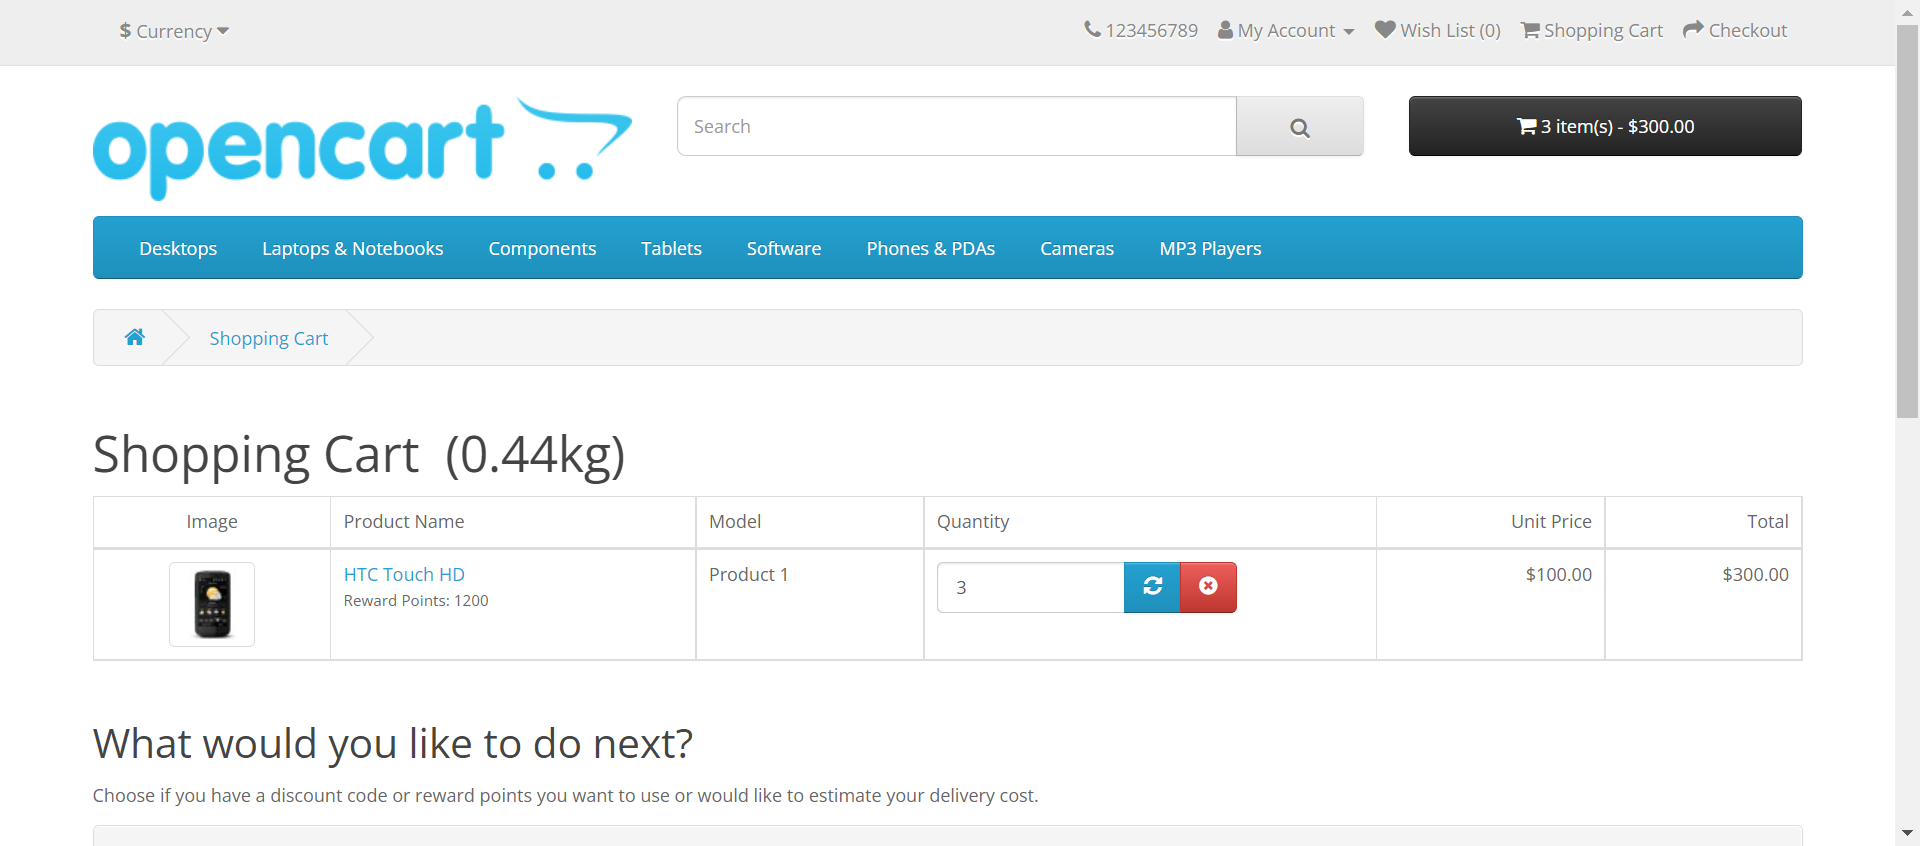 $ Currency
123456789 My Account Wish List (0) Shopping Cart Checkout
opencart
Search
3 item(s) - $300.00
Desktops Laptops & Notebooks Components Tablets Software Phones & PDAs Cameras MP3 Players
Shopping Cart
Shopping Cart (0.44kg)
Image Product Name Model Quantity Unit Price Total
HTC Touch HD Product 1 3 $100.00 $300.00
Reward Points: 1200
What would you like to do next?
Choose if you have a discount code or reward points you want to use or would like to estimate your delivery cost.